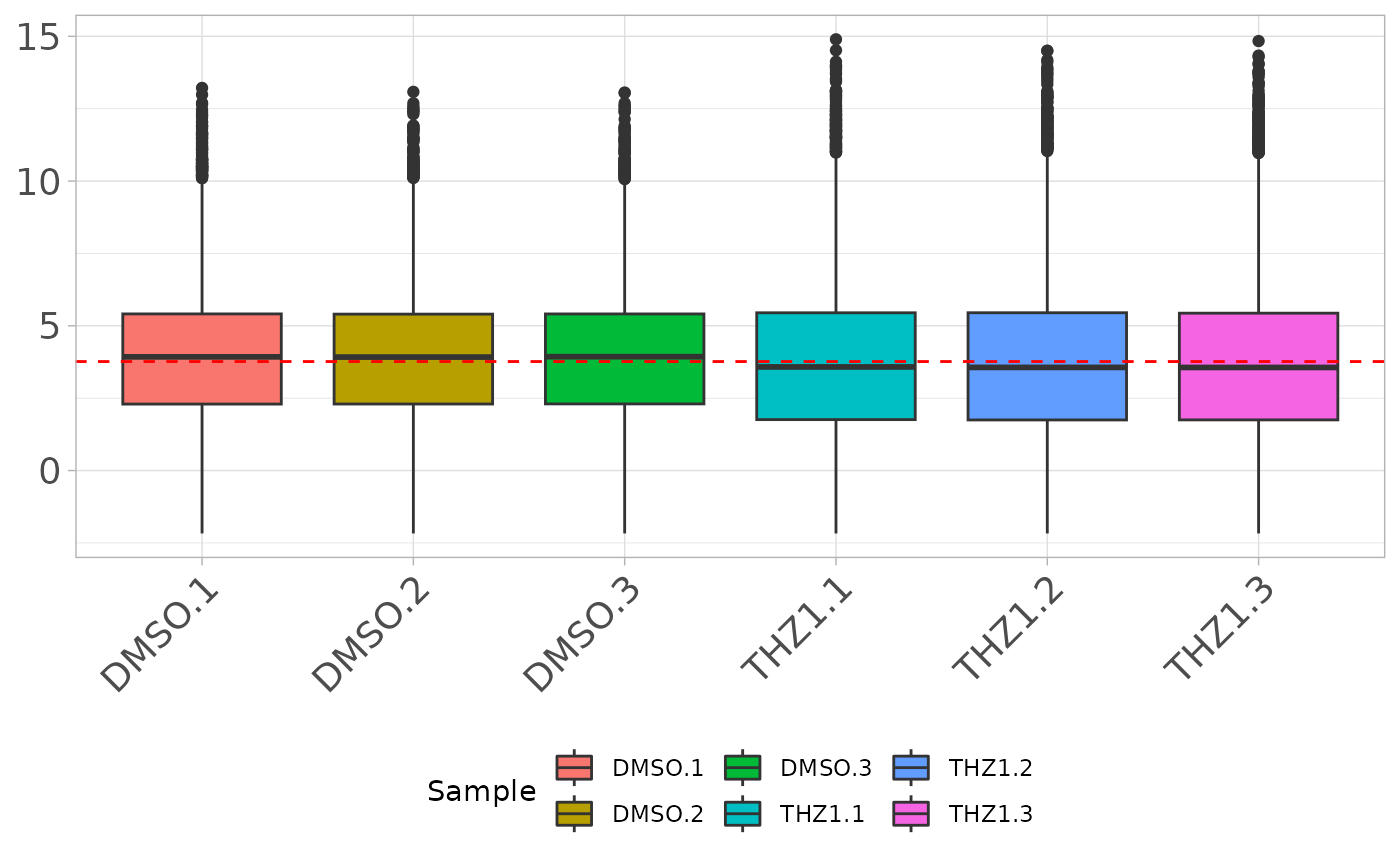 15
10
5
0
DMSO.1 DMSO.2 DMSO.3 THZ1.1 THZ1.2 THZ1.3
Sample
DMSO.1 DMSO.3 THZ1.2
DMSO.2 THZ1.1 THZ1.3